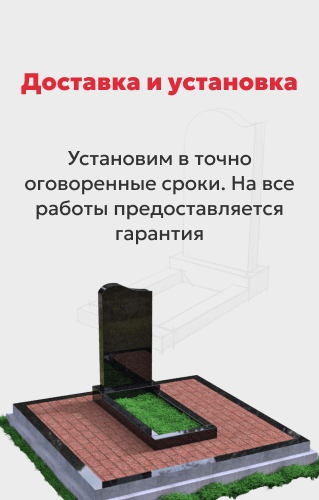 Доставка и установка
Установим в точно
оговоренные сроки. На все
работы предоставляется
гарантия